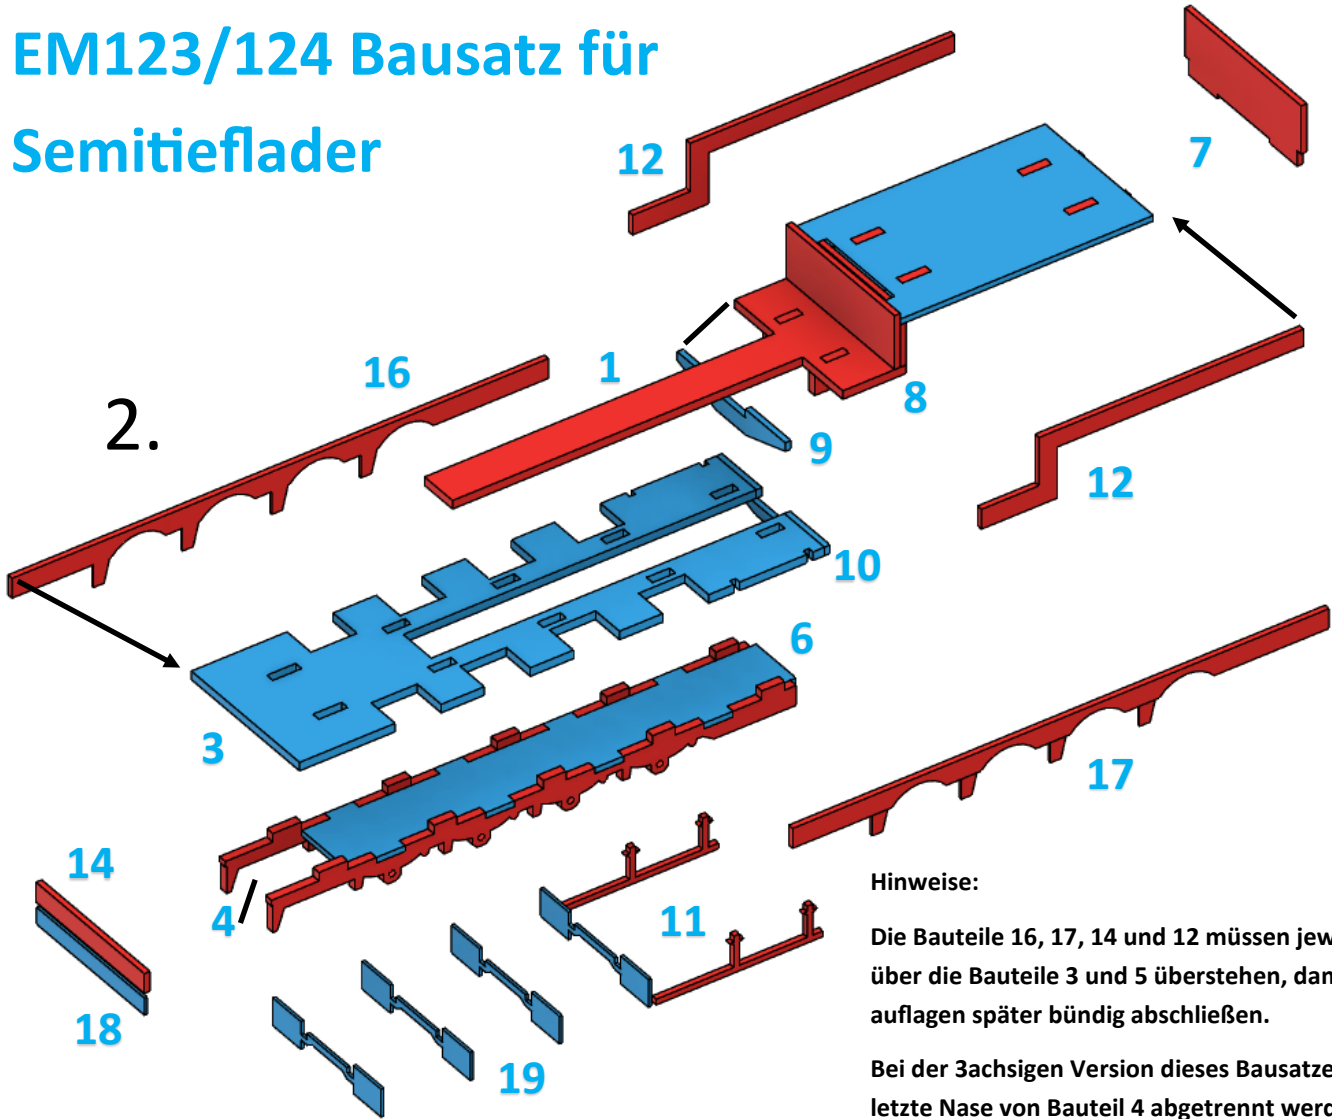 EM123/124 Bausatz für
Semitieflader
12
7
1
16
8
2.
9
12
10
6
3
17
14
4
11
18
19
Hinweise:
Die Bauteile 16, 17, 14 und 12 müssen jew
über die Bauteile 3 und 5 überstehen, dan
auflagen später bündig abschließen.
Bei der 3achsigen Version dieses Bausatze
letzte Nase von Bauteil 4 abgetrennt werd